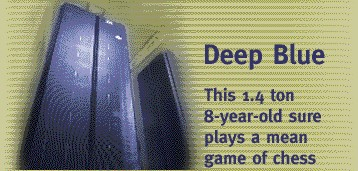 Deep Blue
This 1.4 ton
8-year-old sure
plays a mean
game of chess